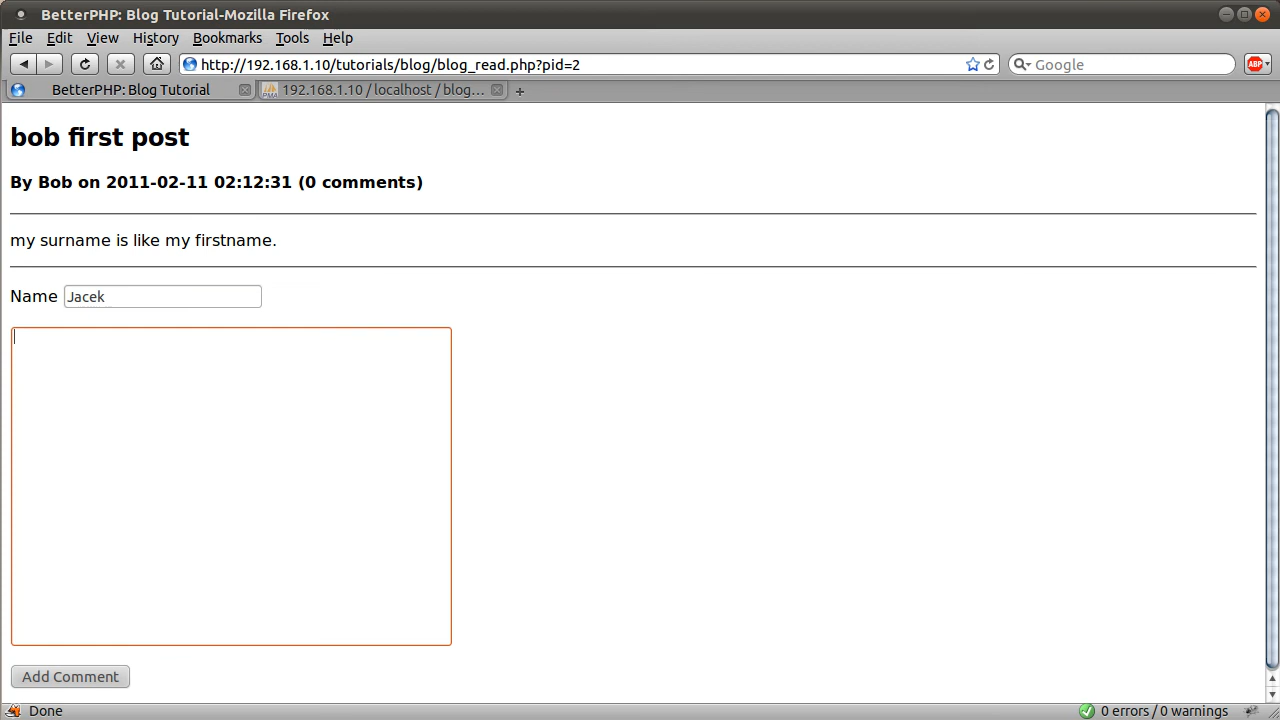 BetterPHP: Blog Tutorial-Mozilla Firefox
File Edit View History Bookmarks Tools Help
http://192.168.1.10/tutorials/blog/blog_read.php?pid=2 Google ABP
BetterPHP: Blog Tutorial PMA 192.168.1.10 / localhost / blog... +
bob first post
By Bob on 2011-02-11 02:12:31 (0 comments)
my surname is like my firstname.
Name Jacek
Add Comment
Done 0 errors / 0 warnings